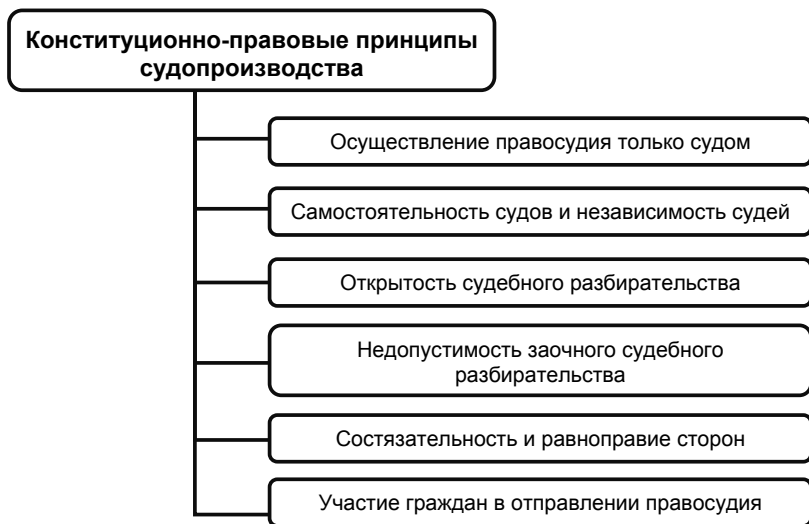 Конституционно-правовые принципы
судопроизводства
Осуществление правосудия только судом
Самостоятельность судов и независимость судей
Открытость судебного разбирательства
Недопустимость заочного судебного
разбирательства
Состязательность и равноправие сторон
Участие граждан в отправлении правосудия